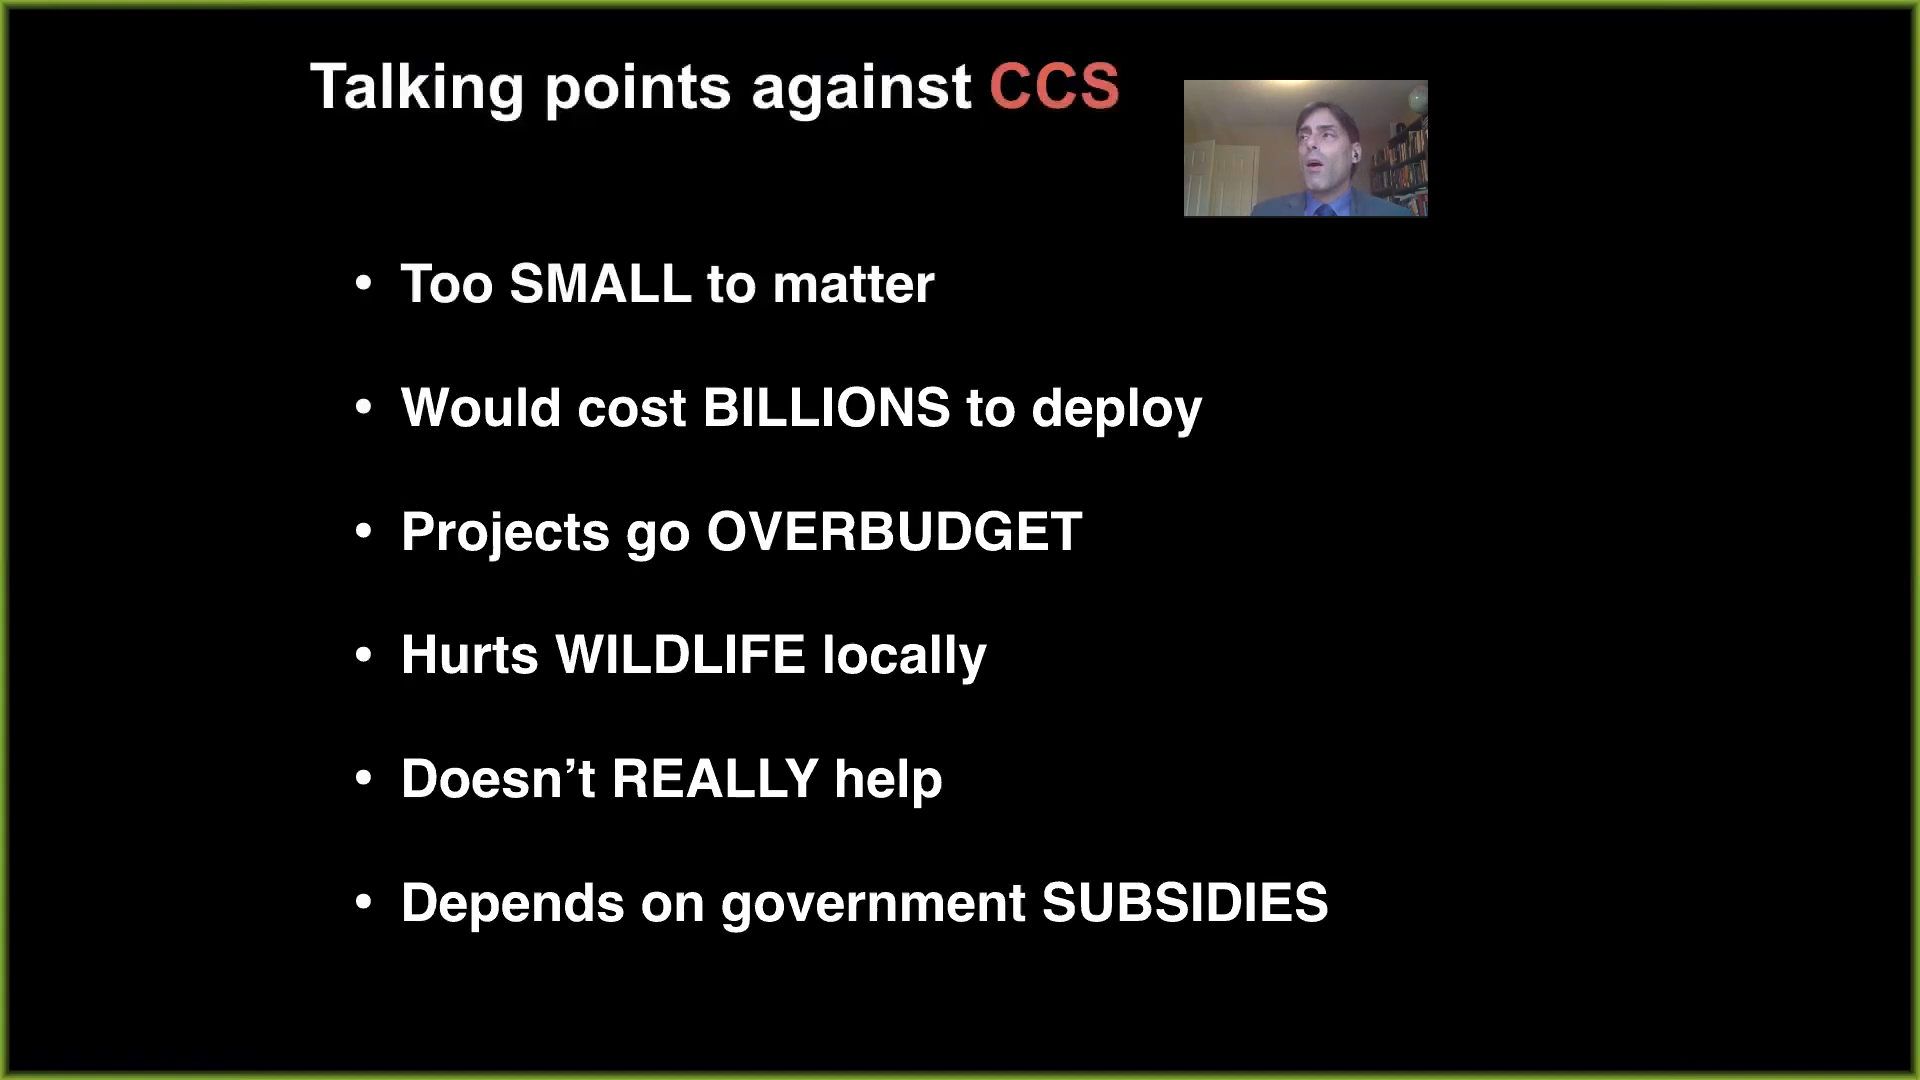 Talking points against CCS
• Too SMALL to matter
• Would cost BILLIONS to deploy
• Projects go OVERBUDGET
• Hurts WILDLIFE locally
• Doesn’t REALLY help
• Depends on government SUBSIDIES